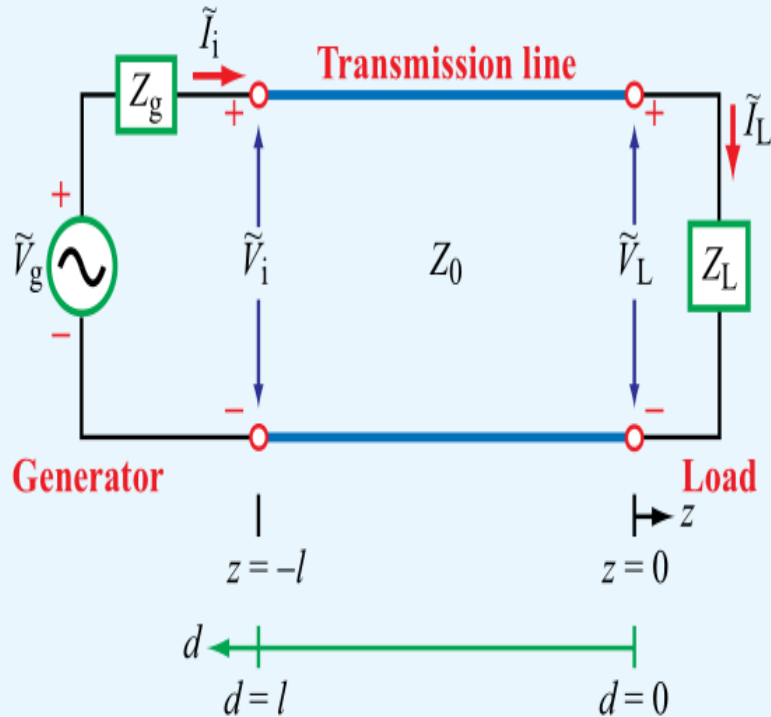 Ĩi
Transmission line
Zg
+
+
ĨL
+
Ṽg
Ṽi
Z0
ṼL
ZL
−
−
−
Generator
Load
z
z = −l
z = 0
d
d = l
d = 0